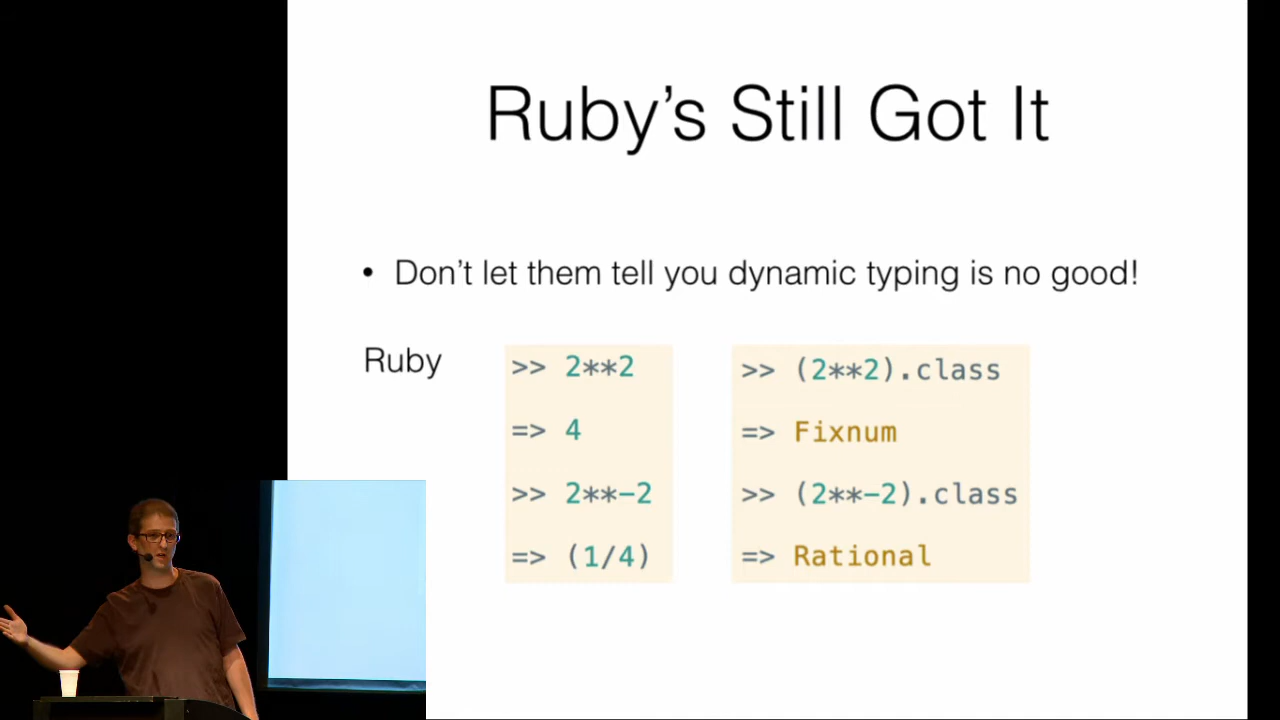 Ruby’s Still Got It
• Don’t let them tell you dynamic typing is no good!
Ruby
>> 2**2
=> 4
>> 2**-2
=> (1/4)
>> (2**2).class
=> Fixnum
>> (2**-2).class
=> Rational